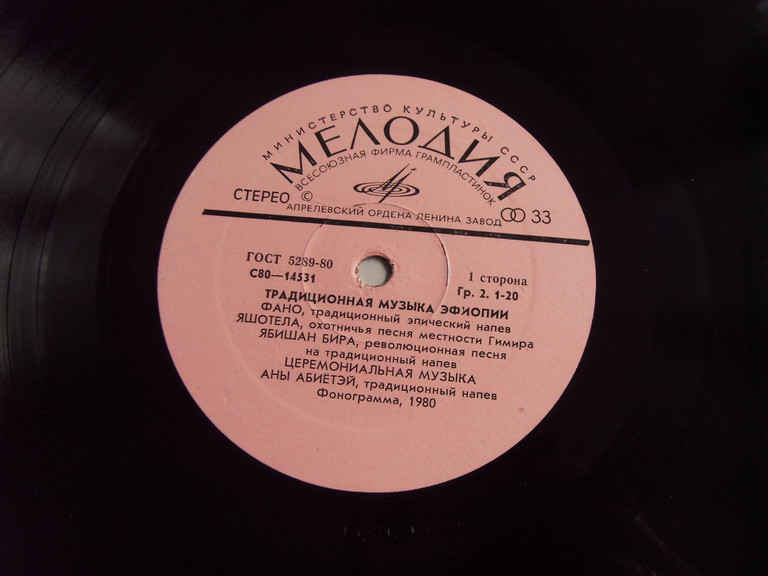 МИНИСТЕРСТВО КУЛЬТУРЫ СССР
МЕЛОДИЯ
ВСЕСОЮЗНАЯ ФИРМА ГРАМПЛАСТИНОК
СТЕРЕО ©
33
АПРЕЛЕВСКИЙ ОРДЕНА ЛЕНИНА ЗАВОД
ГОСТ 5289-80
С80—14531
1 сторона
Гр. 2. 1-20
ТРАДИЦИОННАЯ МУЗЫКА ЭФИОПИИ
ФАНО, традиционный эпический напев
ЯШОТЕЛА, охотничья песня местности Гимира
ЯБИШАН БИРА, революционная песня
на традиционный напев
ЦЕРЕМОНИАЛЬНАЯ МУЗЫКА
АНЫ АБИЁТЭЙ, традиционный напев
Фонограмма, 1980